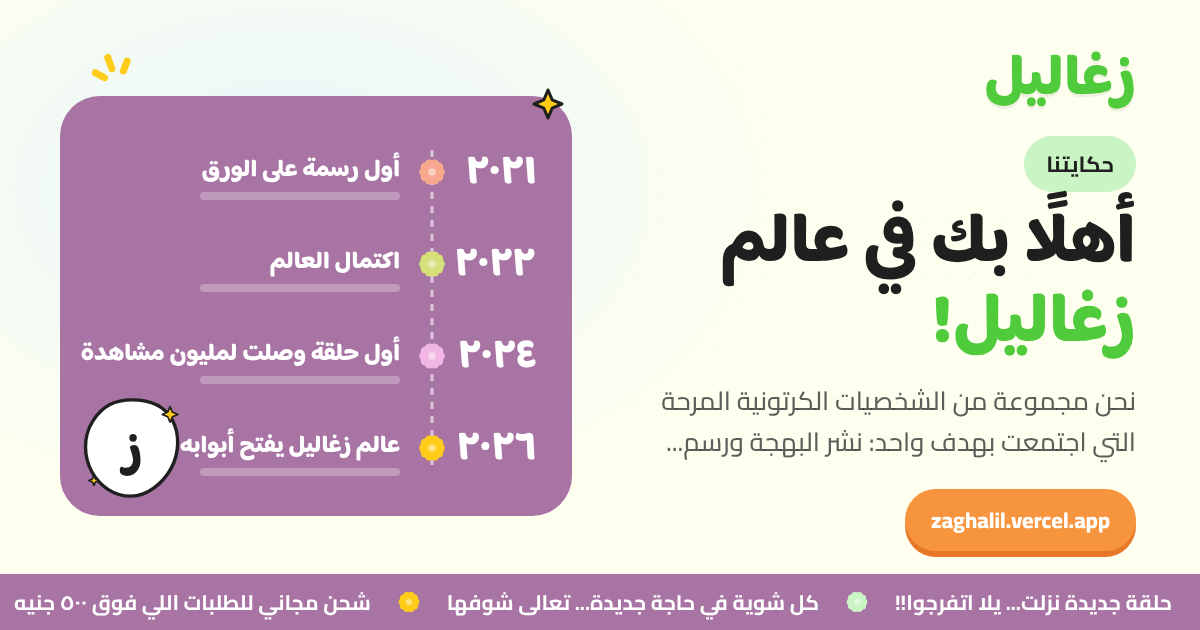 زغاليل
حكايتنا
أهلًا بك في عالم
زغاليل!
نحن مجموعة من الشخصيات الكرتونية المرحة
التي اجتمعت بهدف واحد: نشر البهجة ورسم...
zaghalil.vercel.app
٢٠٢١ أول رسمة على الورق
٢٠٢٢ اكتمال العالم
٢٠٢٤ أول حلقة وصلت لمليون مشاهدة
٢٠٢٦ عالم زغاليل يفتح أبوابه
ز
حلقة جديدة نزلت... يلا اتفرجوا!! كل شوية في حاجة جديدة... تعالى شوفها شحن مجاني للطلبات اللي فوق ٥٠٠ جنيه